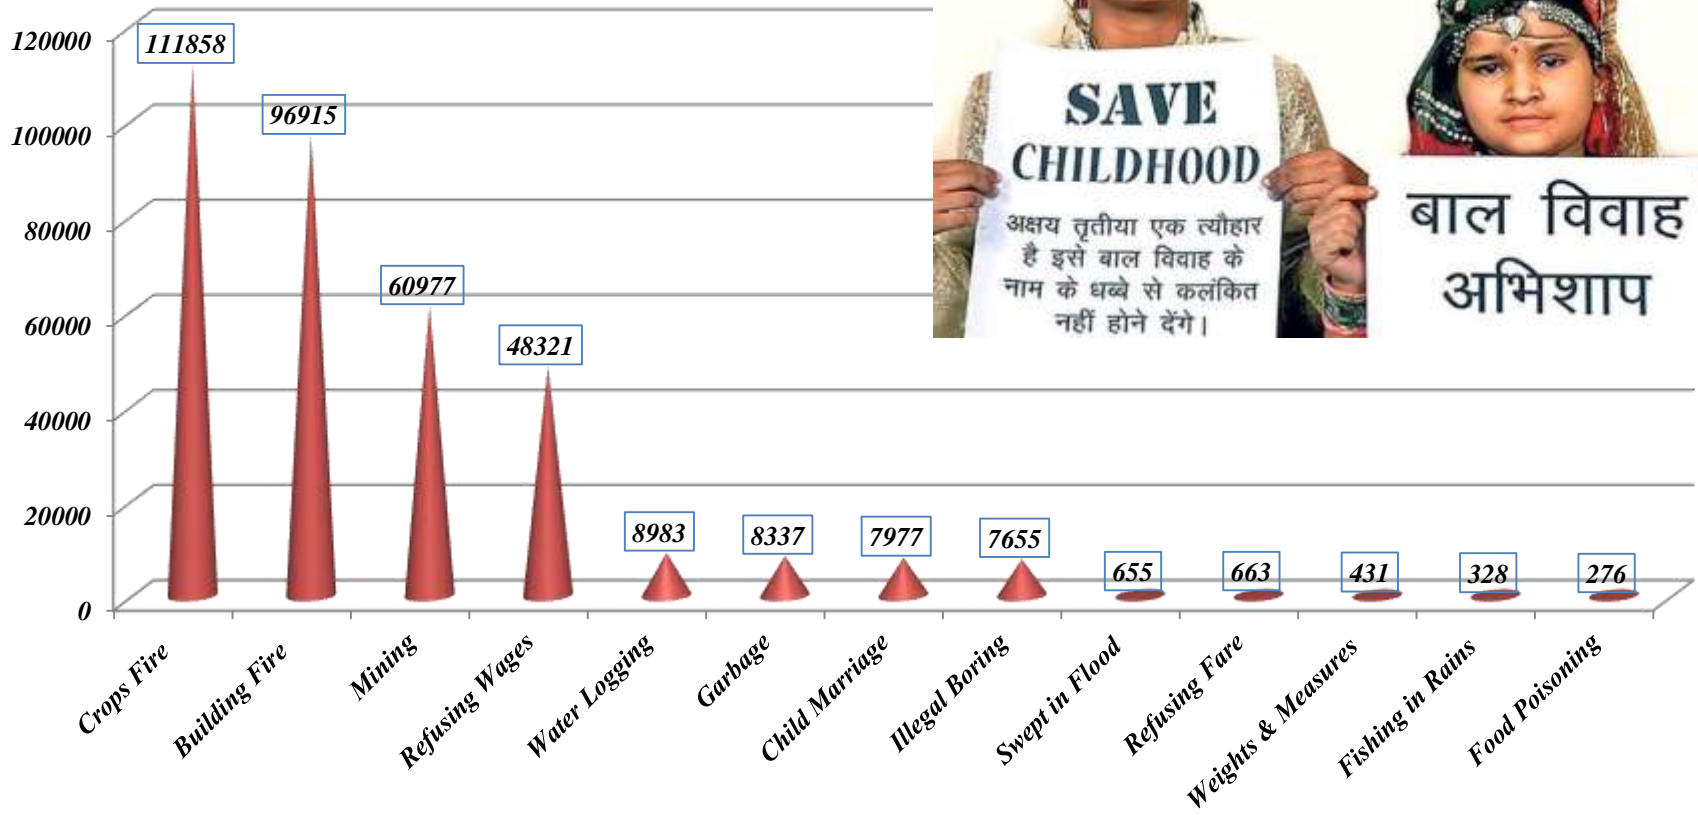 120000
100000
80000
60000
40000
20000
0
111858
96915
60977
48321
8983
8337
7977
7655
655
663
431
328
276
Crops Fire
Building Fire
Mining
Refusing Wages
Water Logging
Garbage
Child Marriage
Illegal Boring
Swept in Flood
Refusing Fare
Weights & Measures
Fishing in Rains
Food Poisoning
SAVE
CHILDHOOD
अक्षय तृतीया एक त्यौहार
है इसे बाल विवाह के
नाम के धब्बे से कलंकित
नहीं होने देंगे।
बाल विवाह
अभिशाप